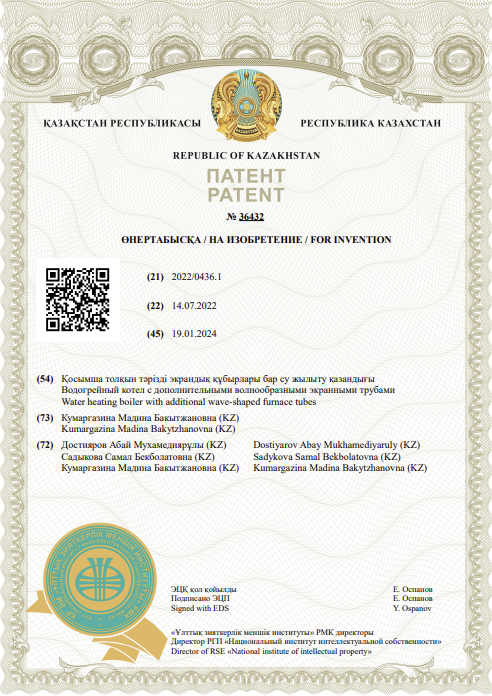 ҚАЗАҚСТАН РЕСПУБЛИКАСЫ
РЕСПУБЛИКА КАЗАХСТАН
REPUBLIC OF KAZAKHSTAN
ПАТЕНТ
PATENT
№ 36432
ӨНЕРТАБЫСҚА / НА ИЗОБРЕТЕНИЕ / FOR INVENTION
(21) 2022/0436.1
(22) 14.07.2022
(45) 19.01.2024
(54) Қосымша толқын тәрізді экрандық құбырлары бар су жылыту қазандығы
Водогрейный котел с дополнительными волнообразными экранными трубами
Water heating boiler with additional wave-shaped furnace tubes
(73) Кумаргазина Мадина Бакытжановна (KZ)
Kumargazina Madina Bakytzhanovna (KZ)
(72) Достияров Абай Мухамедиярұлы (KZ) Dostiyarov Abay Mukhamediyaruly (KZ)
Садыкова Самал Бекболатовна (KZ) Sadykova Samal Bekbolatovna (KZ)
Кумаргазина Мадина Бакытжановна (KZ) Kumargazina Madina Bakytzhanovna (KZ)
ЭЦҚ қол қойылды Е. Оспанов
Подписано ЭЦП Е. Оспанов
Signed with EDS Y. Ospanov
«Ұлттық зияткерлік меншік институты» РМК директоры
Директор РГП «Национальный институт интеллектуальной собственности»
Director of RSE «National institute of intellectual property»